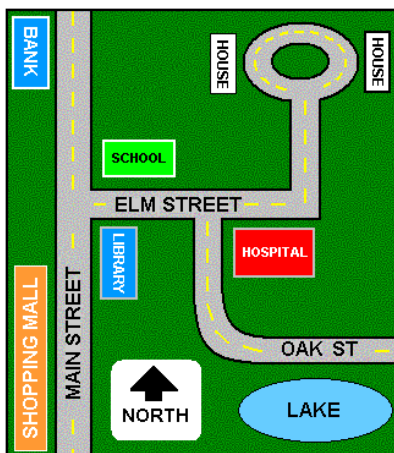 BANK
HOUSE
HOUSE
SCHOOL
ELM STREET
LIBRARY
HOSPITAL
SHOPPING MALL
MAIN STREET
OAK ST
NORTH
LAKE